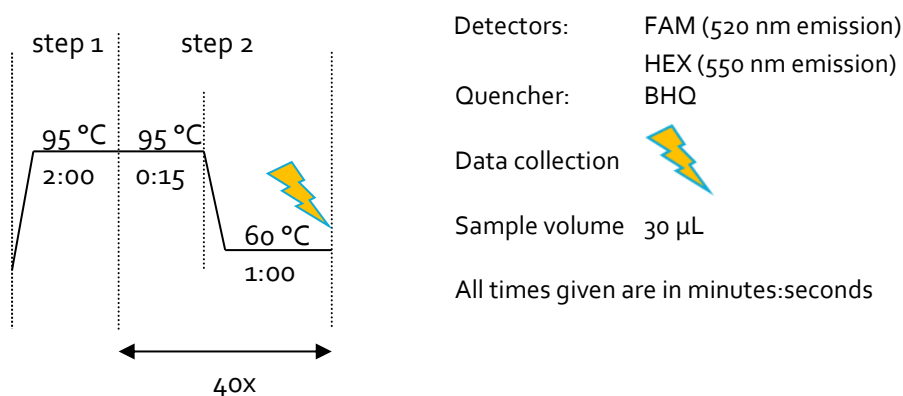 step 1 step 2
95 °C 95 °C
2:00 0:15
60 °C
1:00
40x
Detectors: FAM (520 nm emission)
HEX (550 nm emission)
Quencher: BHQ
Data collection
Sample volume 30 µL
All times given are in minutes:seconds